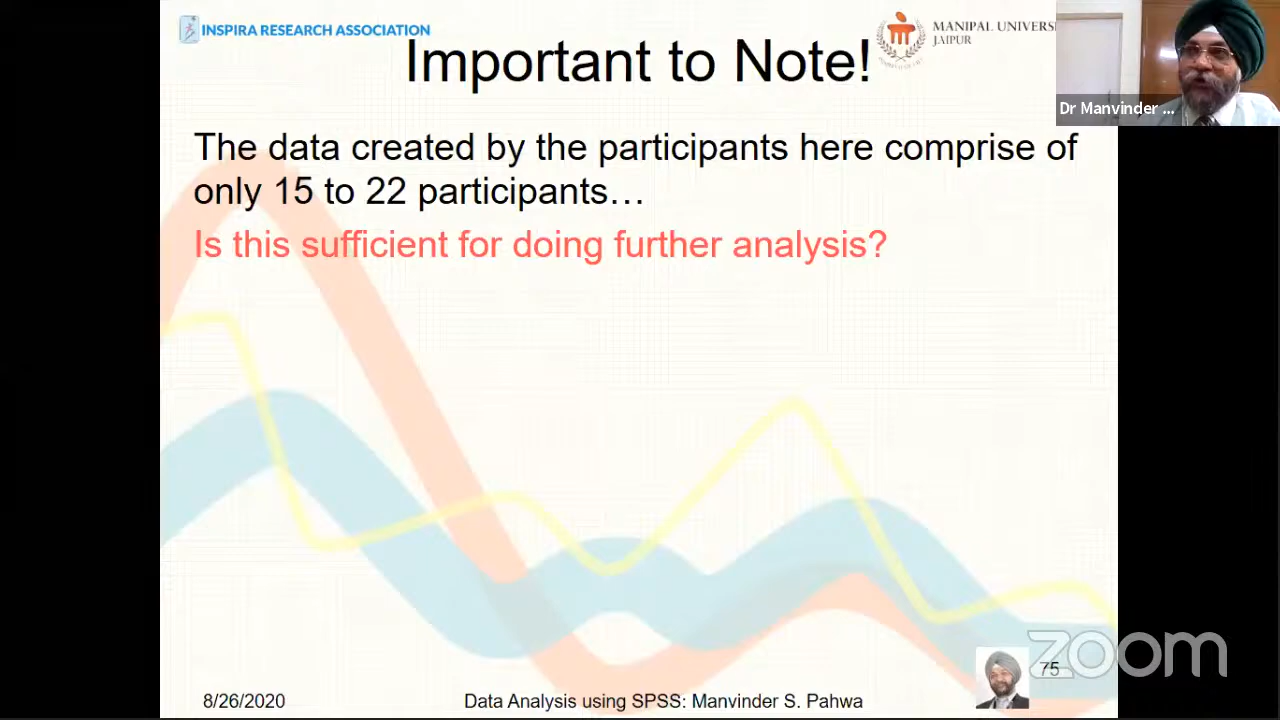 INSPIRA RESEARCH ASSOCIATION
MANIPAL UNIVERSI
JAIPUR
Important to Note!
Dr Manvinder ...
The data created by the participants here comprise of
only 15 to 22 participants…
Is this sufficient for doing further analysis?
zoom
75
8/26/2020
Data Analysis using SPSS: Manvinder S. Pahwa